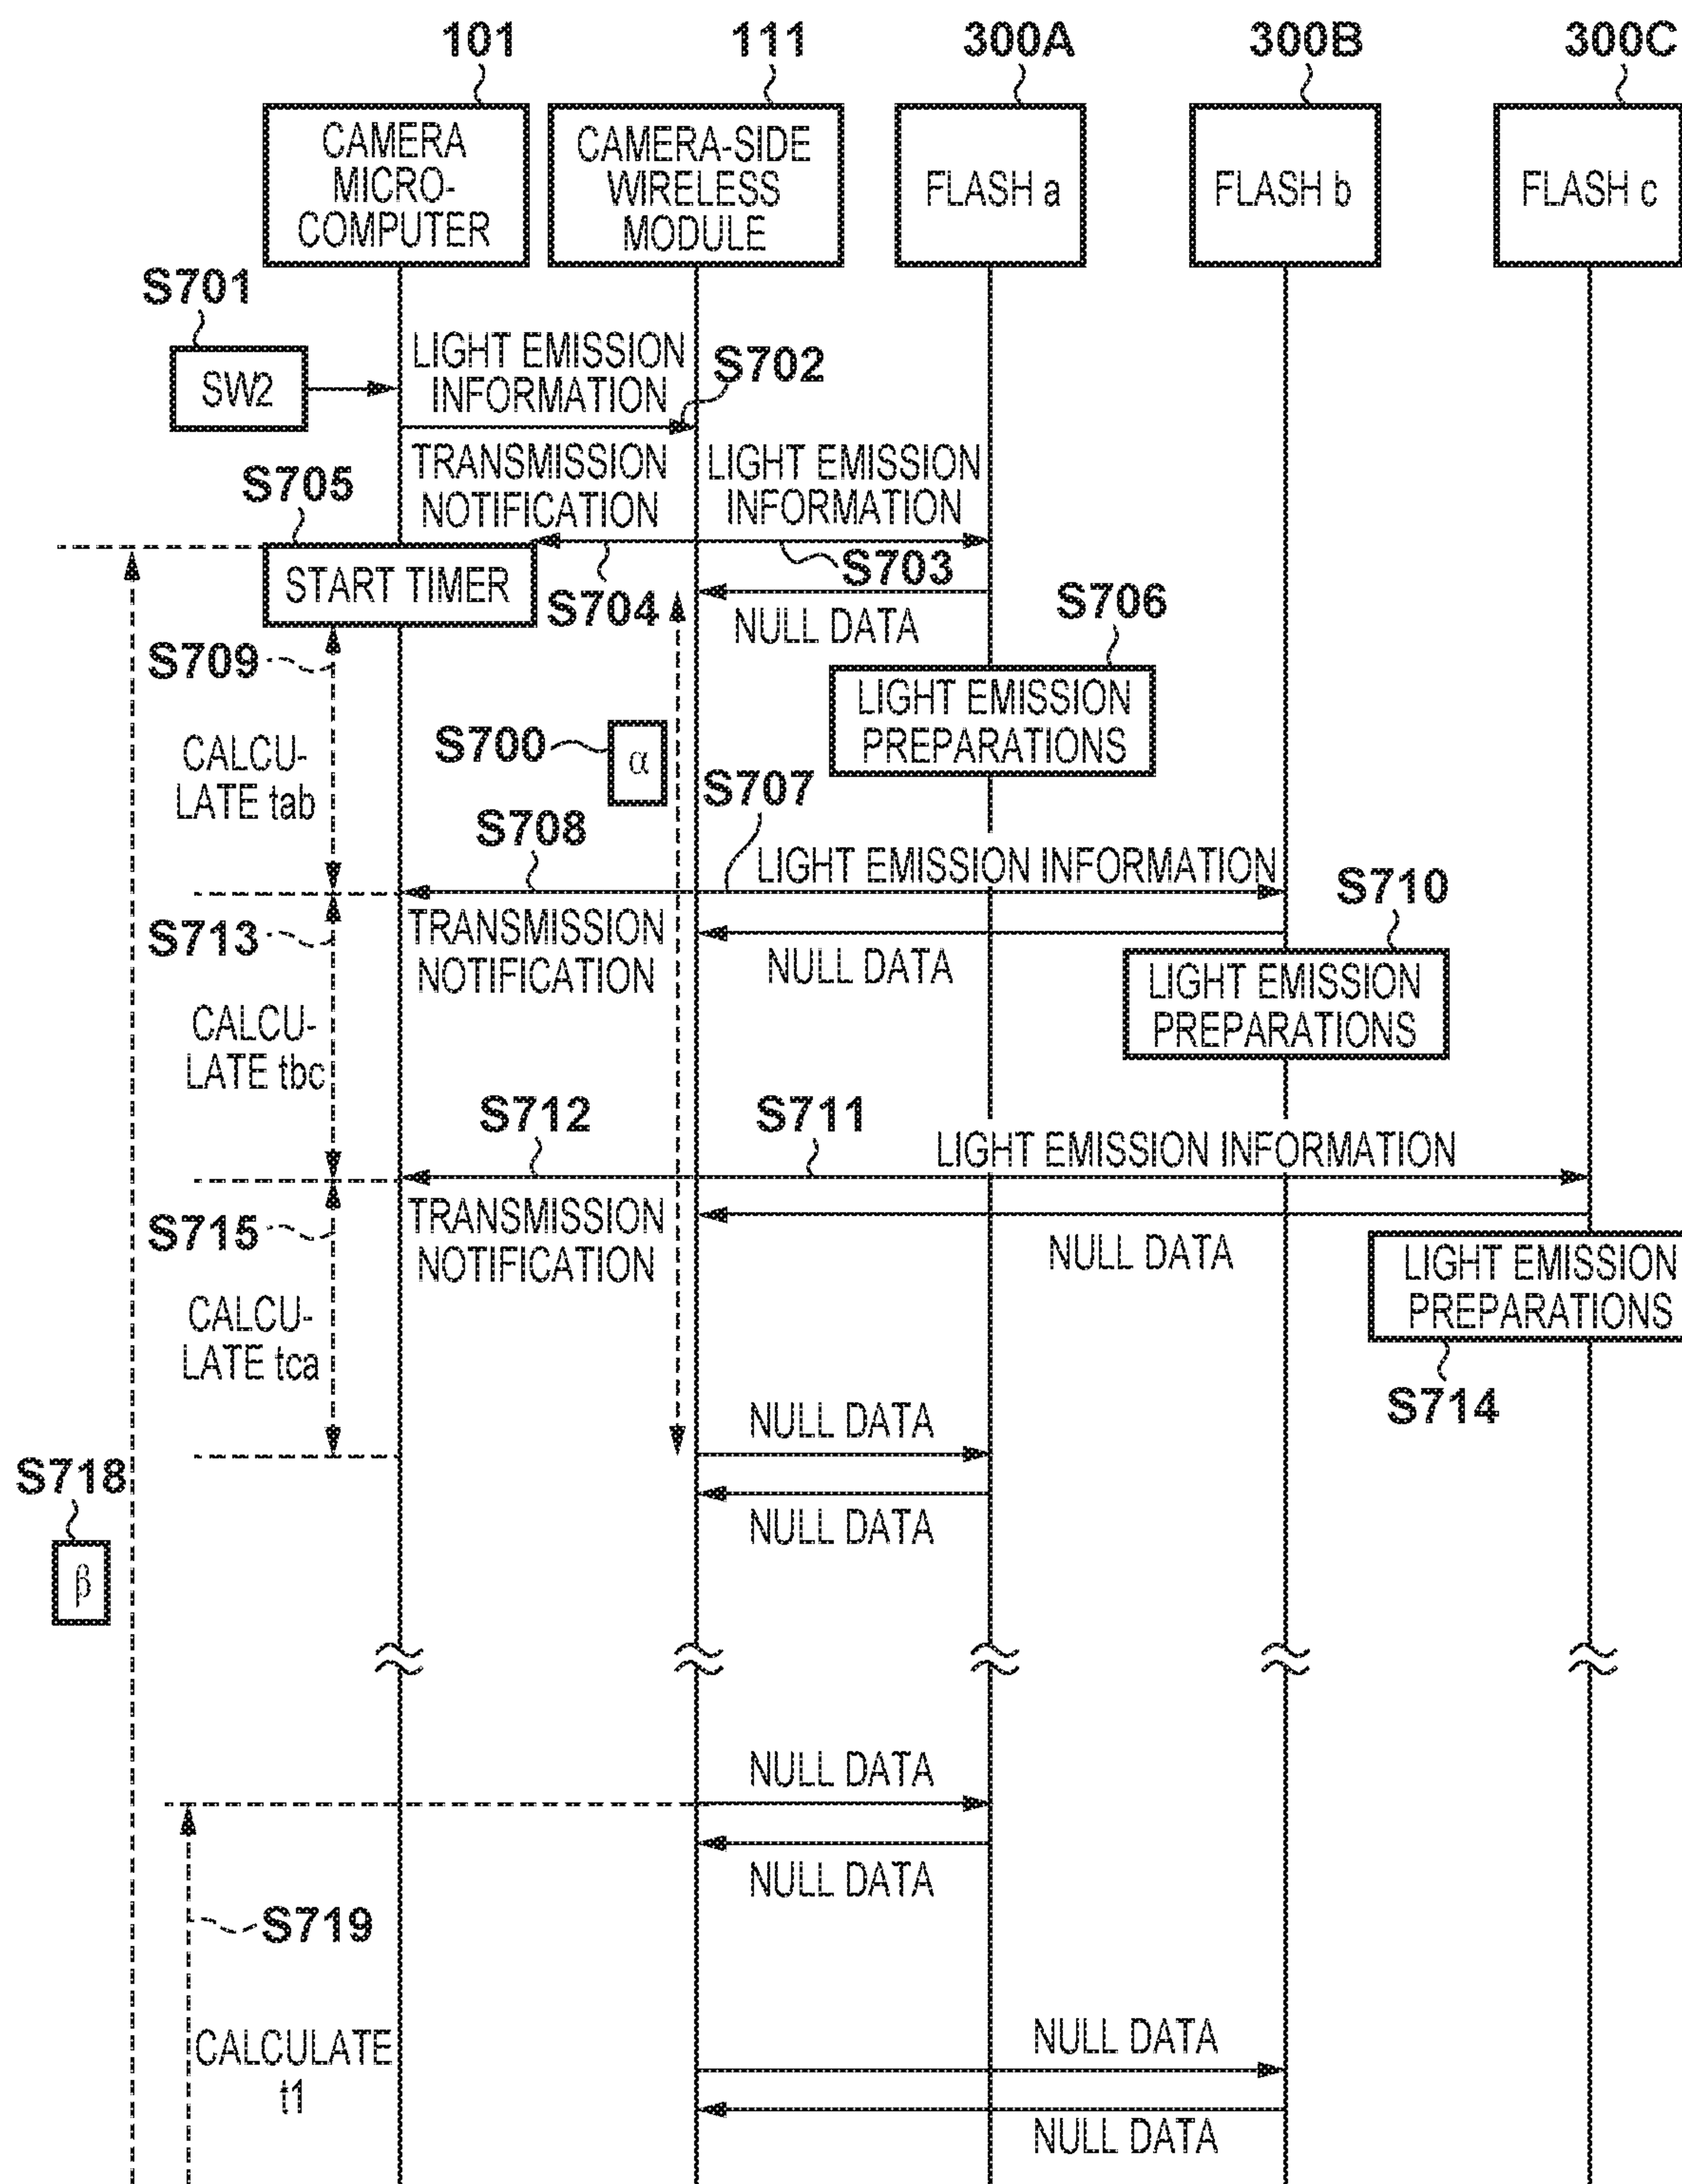 101
111
300A
300B
300C
CAMERA
MICRO-
COMPUTER
CAMERA-SIDE
WIRELESS
MODULE
FLASH a
FLASH b
FLASH c
S701
SW2
LIGHT EMISSION
INFORMATION
S702
S705
TRANSMISSION
NOTIFICATION
LIGHT EMISSION
INFORMATION
START TIMER
S704
S703
NULL DATA
S706
LIGHT EMISSION
PREPARATIONS
S709
CALCU-
LATE tab
S700
α
S707
S708
LIGHT EMISSION INFORMATION
S710
S713
TRANSMISSION
NOTIFICATION
NULL DATA
LIGHT EMISSION
PREPARATIONS
CALCU-
LATE tbc
S712
S711
LIGHT EMISSION INFORMATION
S715
TRANSMISSION
NOTIFICATION
NULL DATA
LIGHT EMISSION
PREPARATIONS
CALCU-
LATE tca
S714
NULL DATA
S718
NULL DATA
β
NULL DATA
NULL DATA
S719
CALCULATE
t1
NULL DATA
NULL DATA